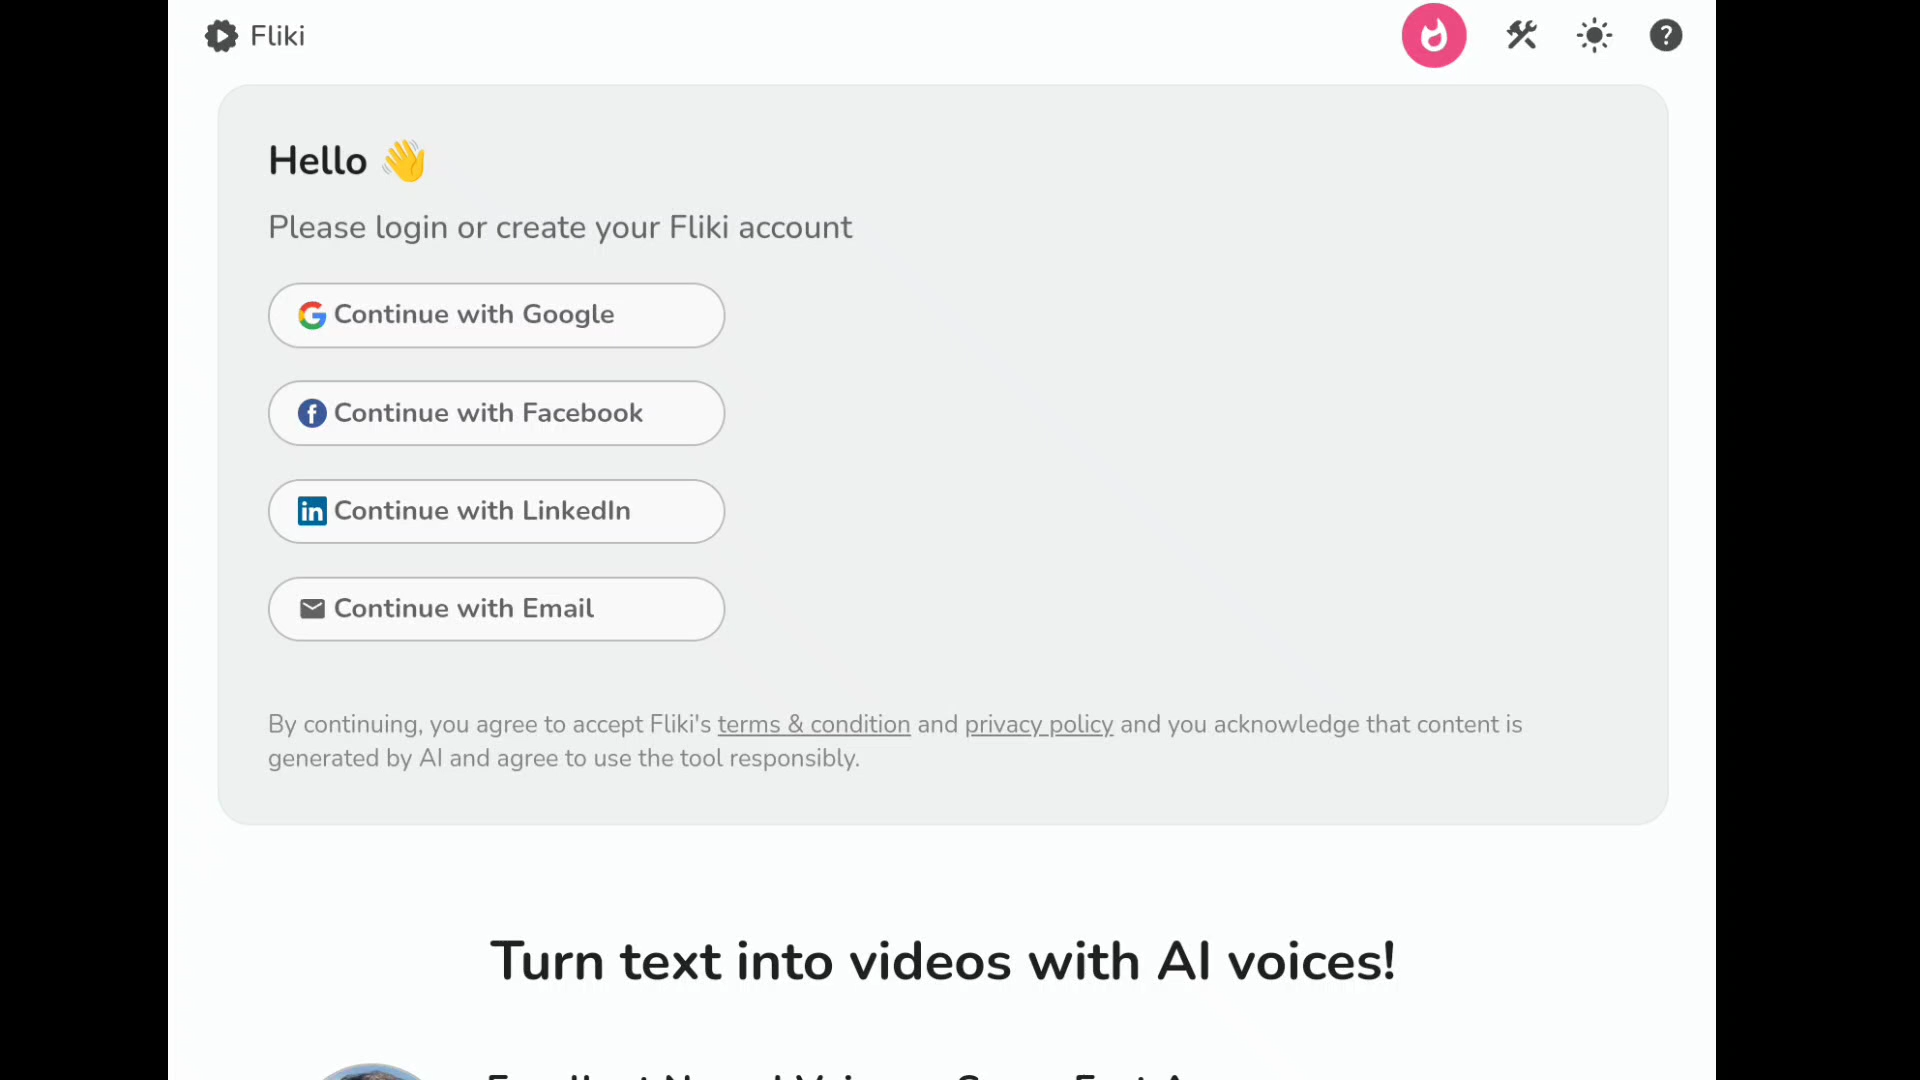 Fliki
Hello 👋
Please login or create your Fliki account
Continue with Google
Continue with Facebook
Continue with LinkedIn
Continue with Email
By continuing, you agree to accept Fliki's terms & condition and privacy policy and you acknowledge that content is
generated by AI and agree to use the tool responsibly.
Turn text into videos with AI voices!